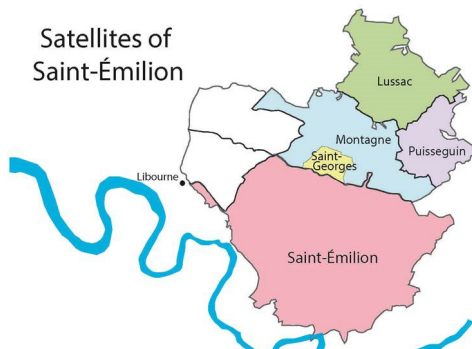 Satellites of
Saint-Émilion
Lussac
Montagne
Puisseguin
Saint-
Georges
Libourne
Saint-Émilion